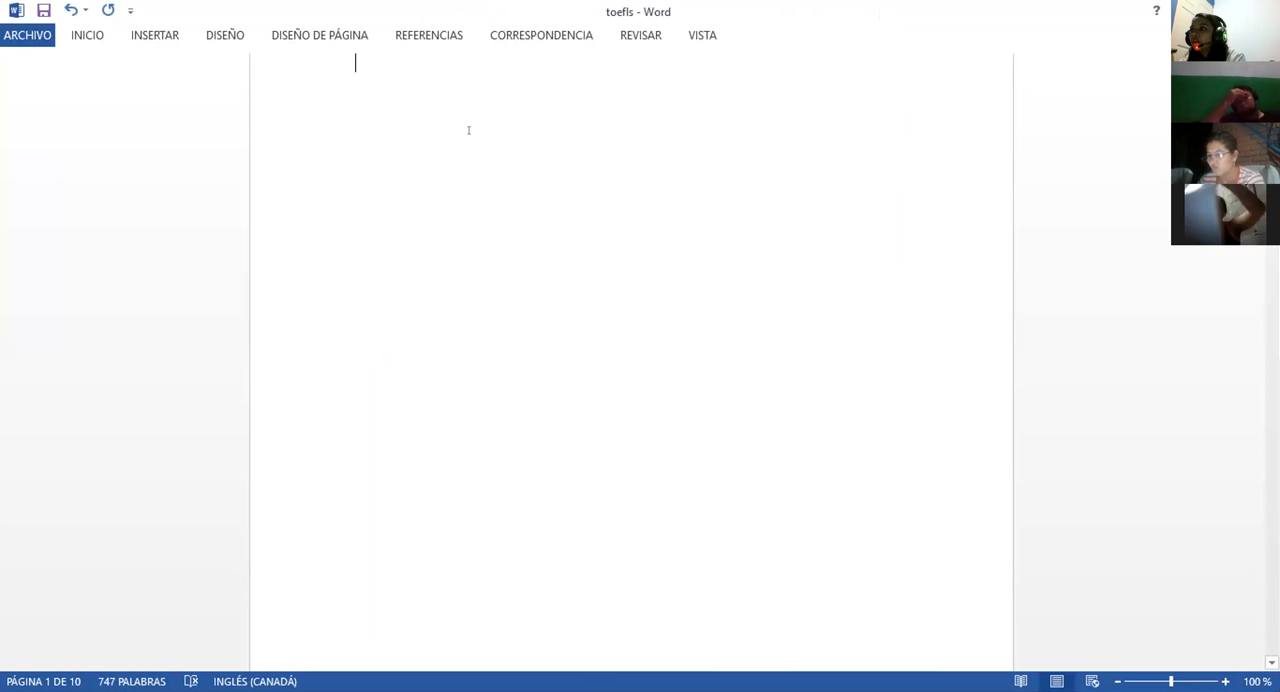 toefls - Word
?
ARCHIVO INICIO INSERTAR DISEÑO DISEÑO DE PÁGINA REFERENCIAS CORRESPONDENCIA REVISAR VISTA
PÁGINA 1 DE 10 747 PALABRAS INGLÉS (CANADÁ) 100 %